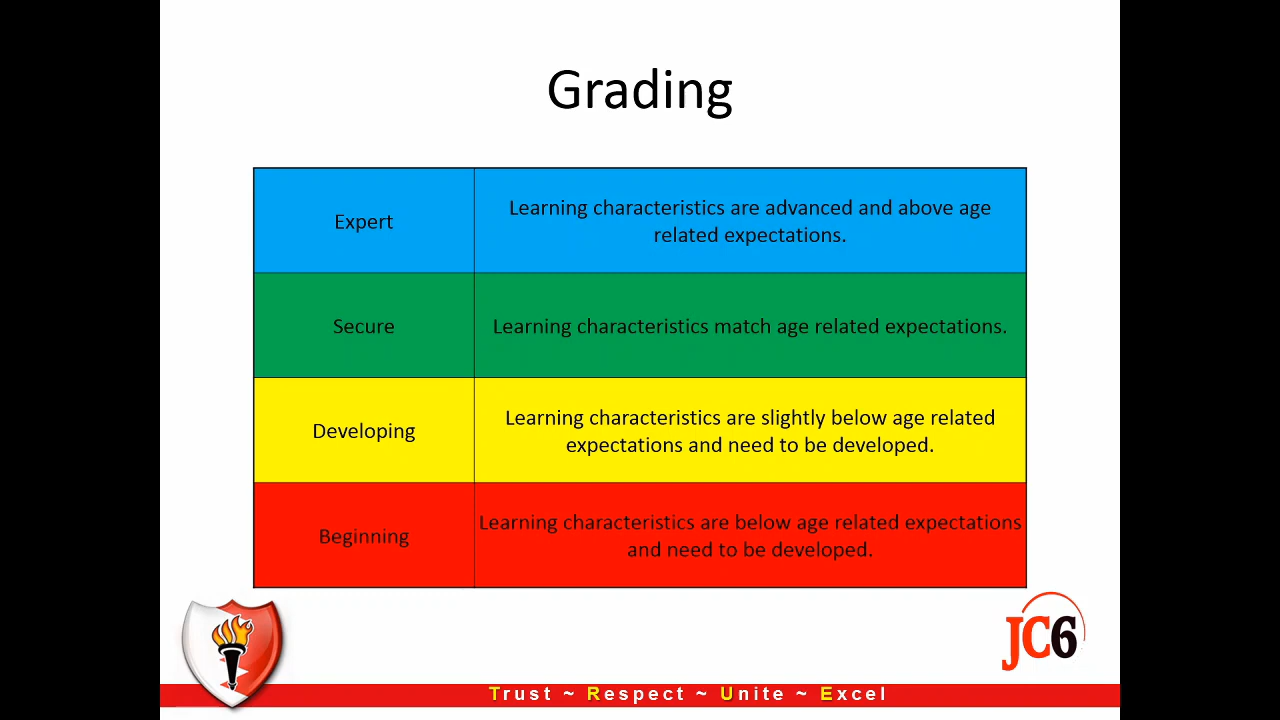 Grading
Expert
Learning characteristics are advanced and above age
related expectations.
Secure
Learning characteristics match age related expectations.
Developing
Learning characteristics are slightly below age related
expectations and need to be developed.
Beginning
Learning characteristics are below age related expectations
and need to be developed.
JC6
Trust ~ Respect ~ Unite ~ Excel